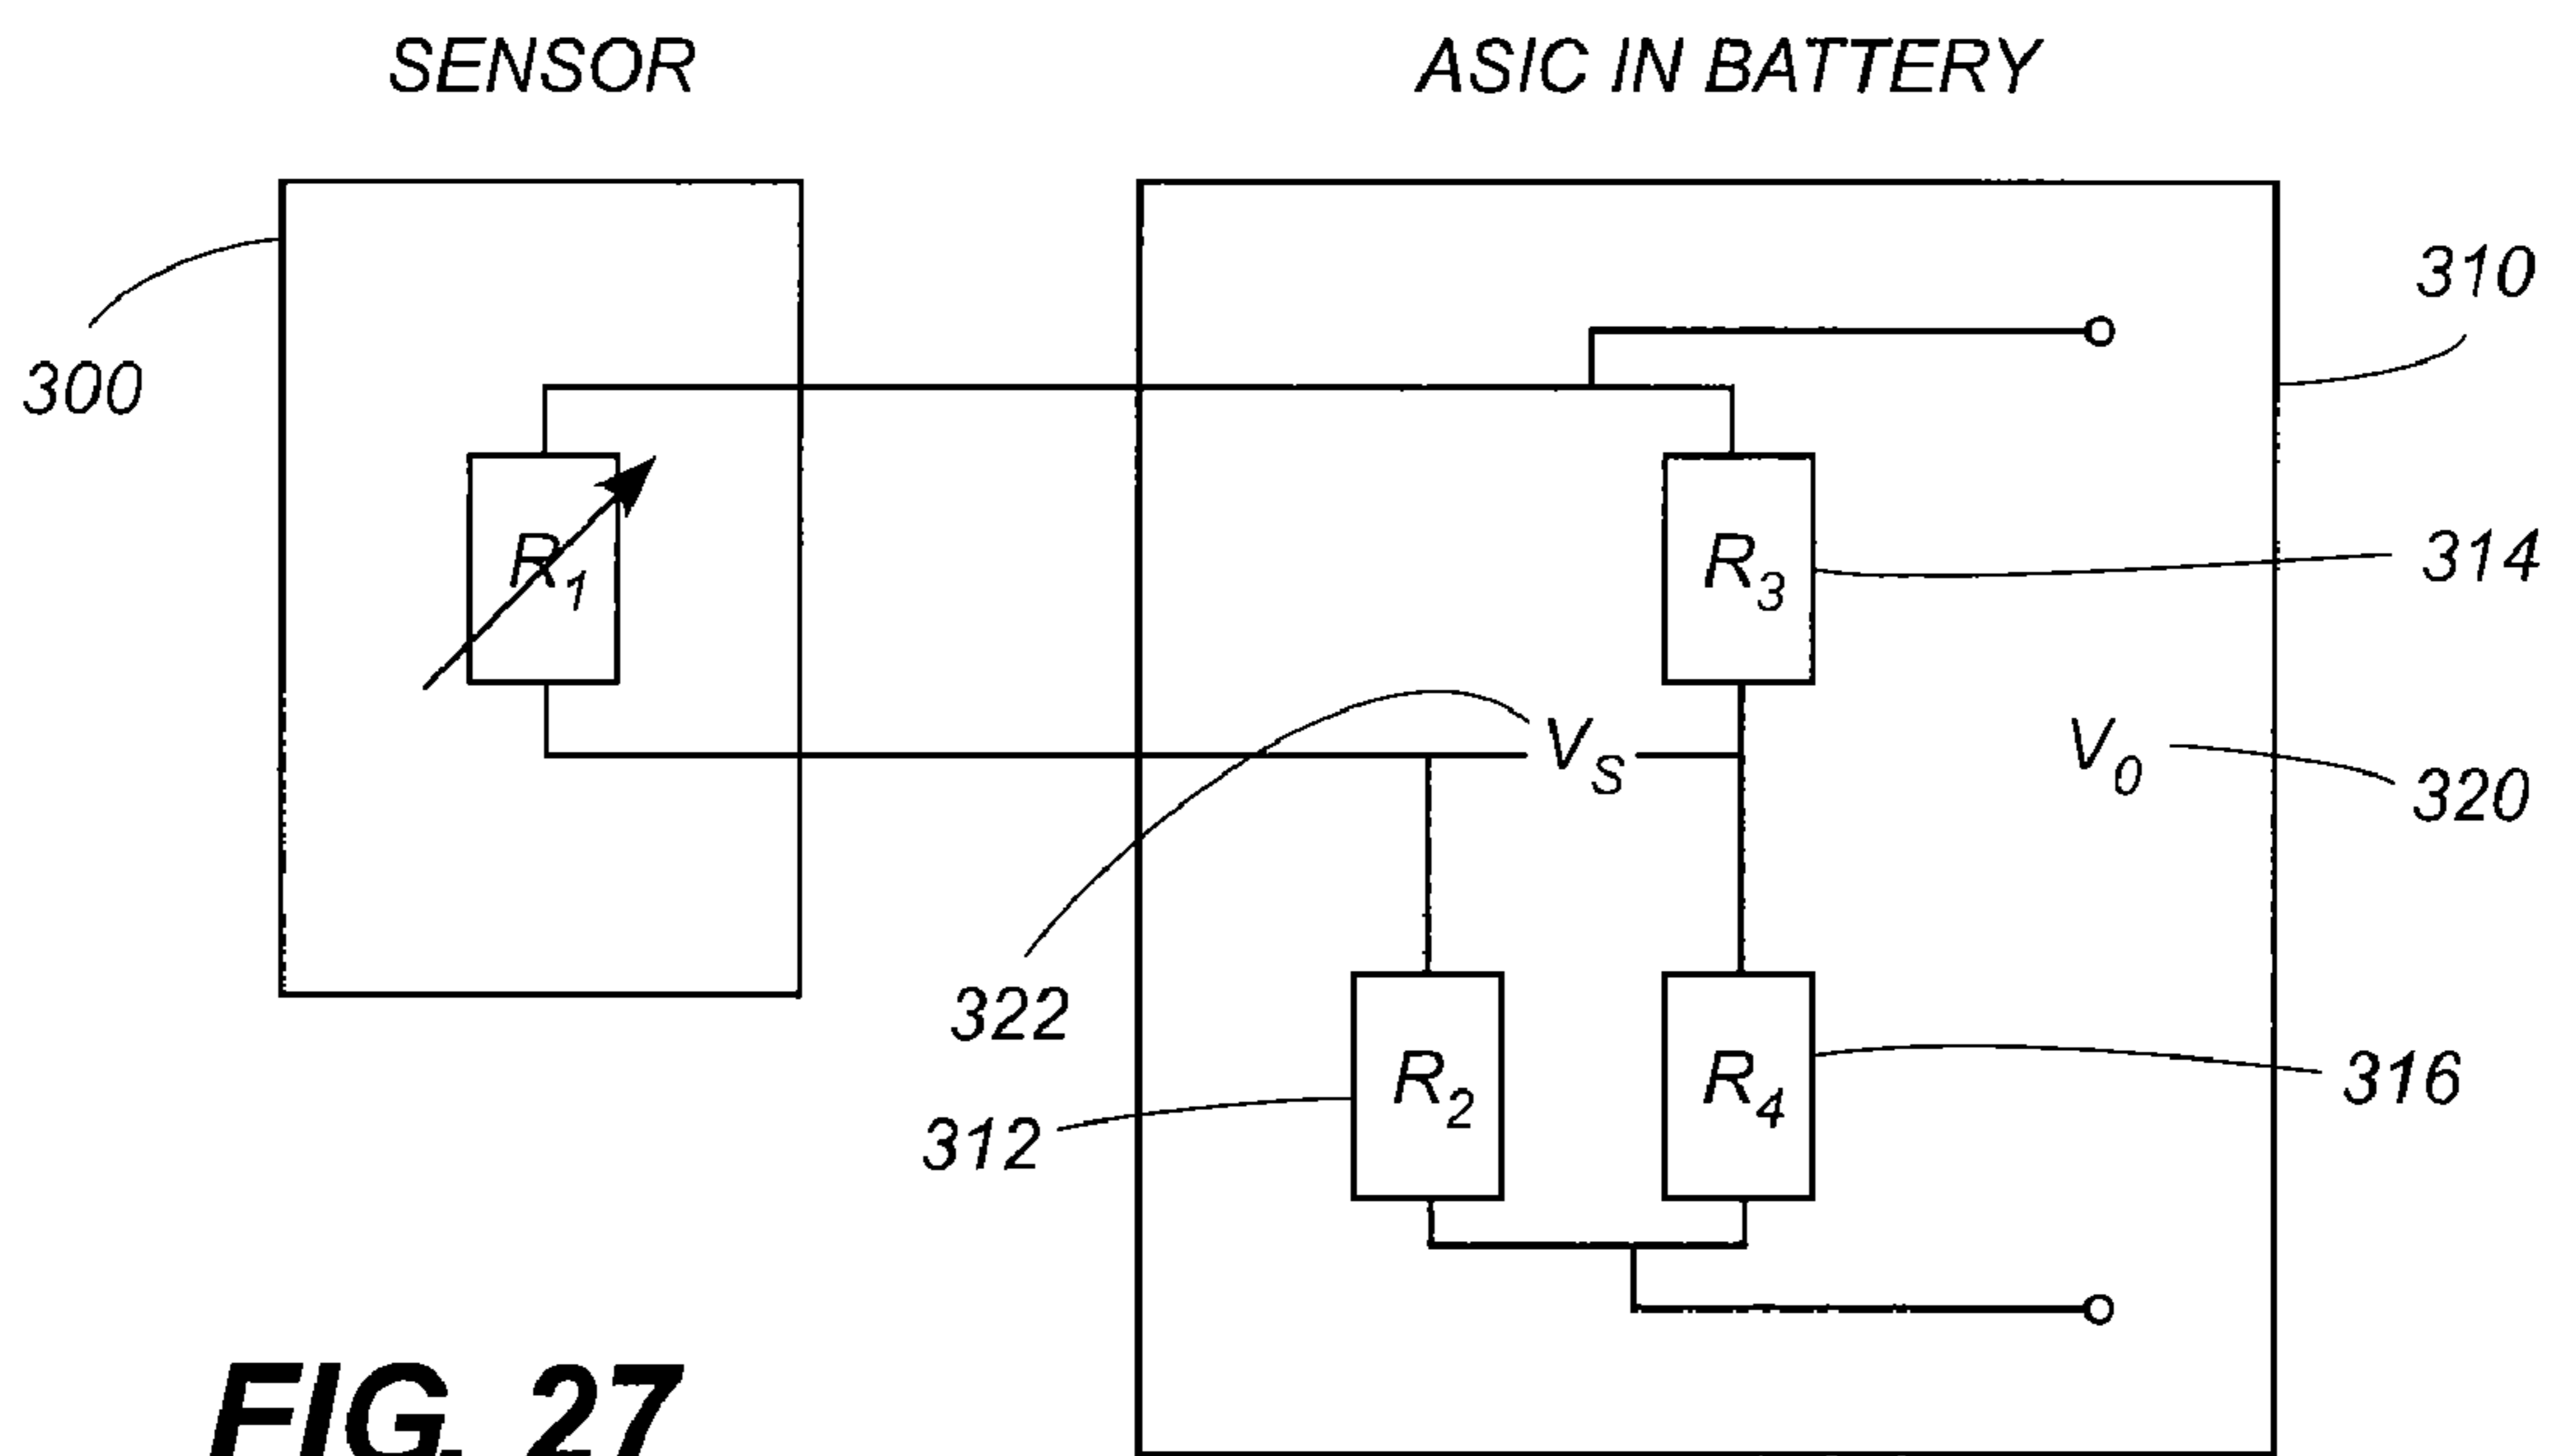 SENSOR
ASIC IN BATTERY
310
300
R1
R3
314
VS
V0
320
322
R2
R4
316
312
FIG. 27